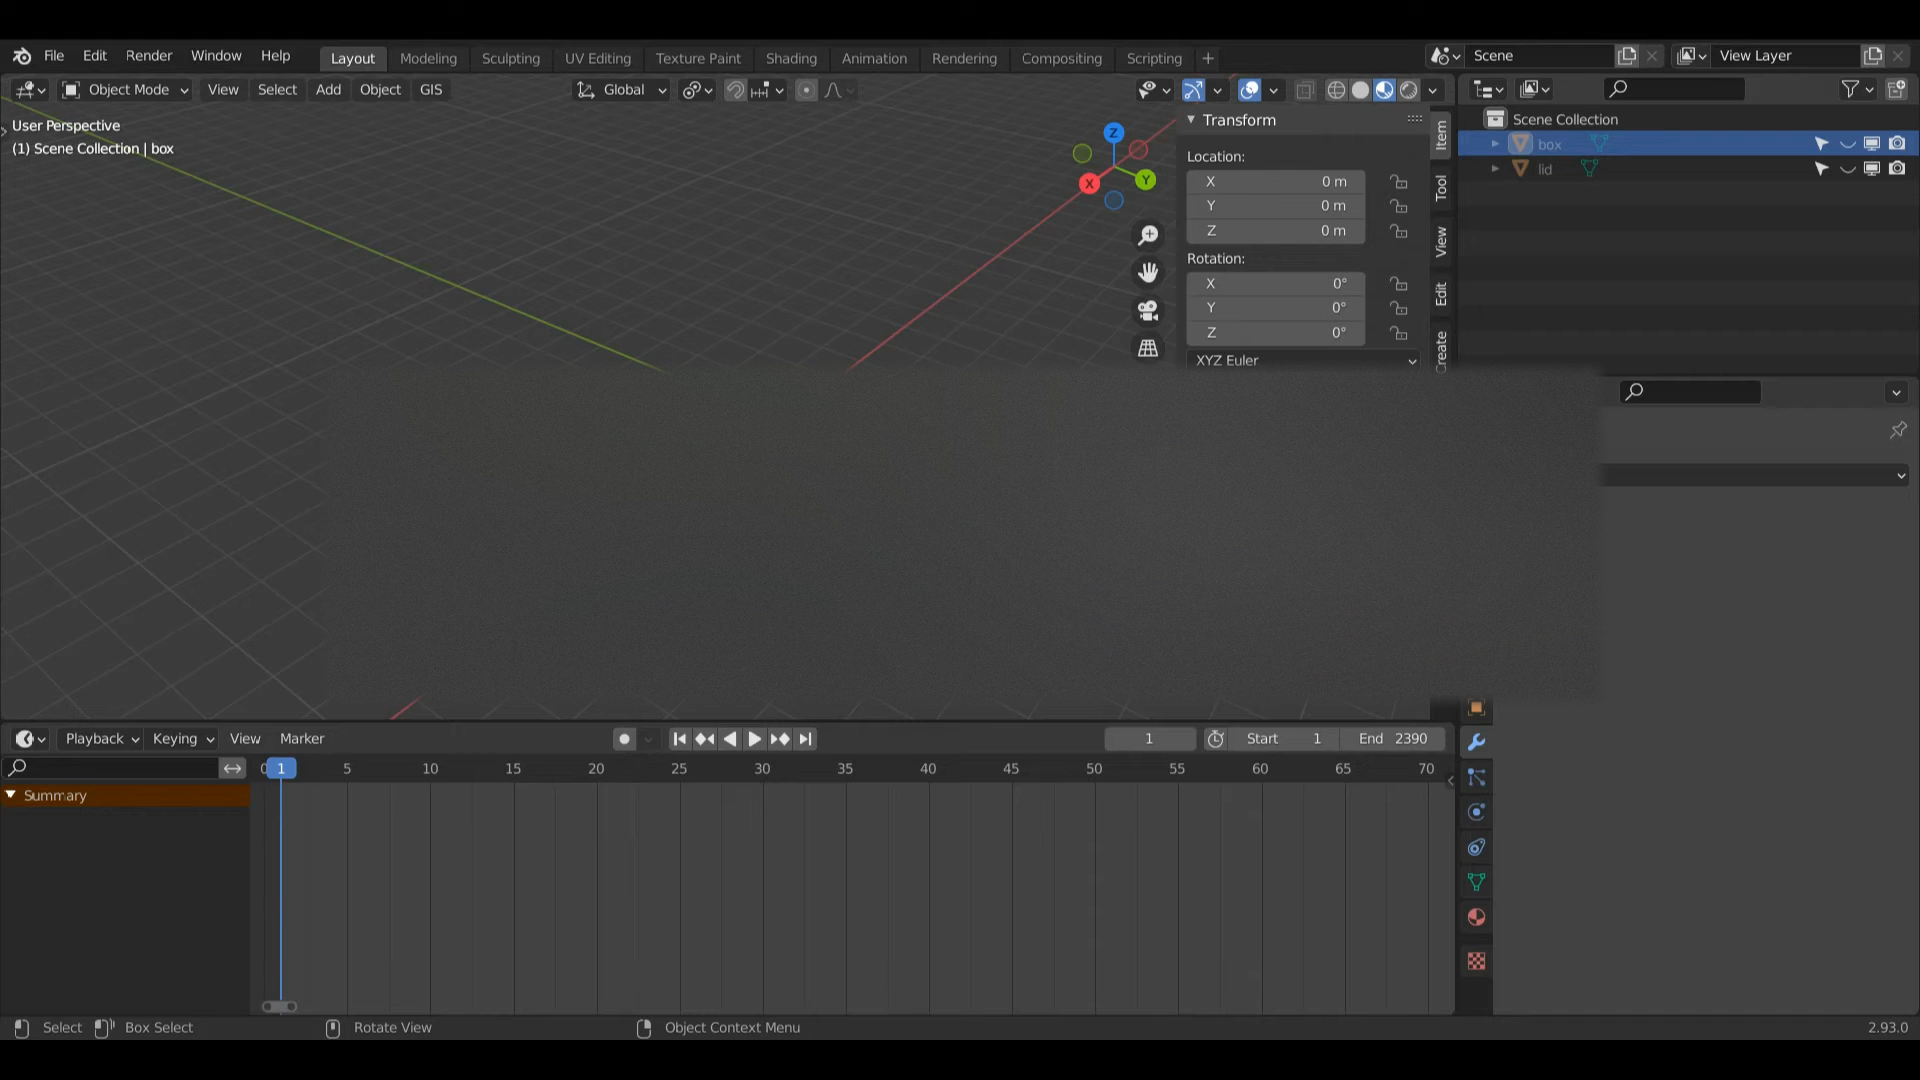 File Edit Render Window Help Layout Modeling Sculpting UV Editing Texture Paint Shading Animation Rendering Compositing Scripting + Scene View Layer
Object Mode View Select Add Object GIS Global
User Perspective
(1) Scene Collection | box
Z
X
Y
Transform
Location:
X 0 m
Y 0 m
Z 0 m
Rotation:
X 0°
Y 0°
Z 0°
XYZ Euler
Item
Tool
View
Edit
Create
Scene Collection
box
lid
Playback Keying View Marker 1 Start 1 End 2390
0 1 5 10 15 20 25 30 35 40 45 50 55 60 65 70
Summary
Select Box Select Rotate View Object Context Menu 2.93.0